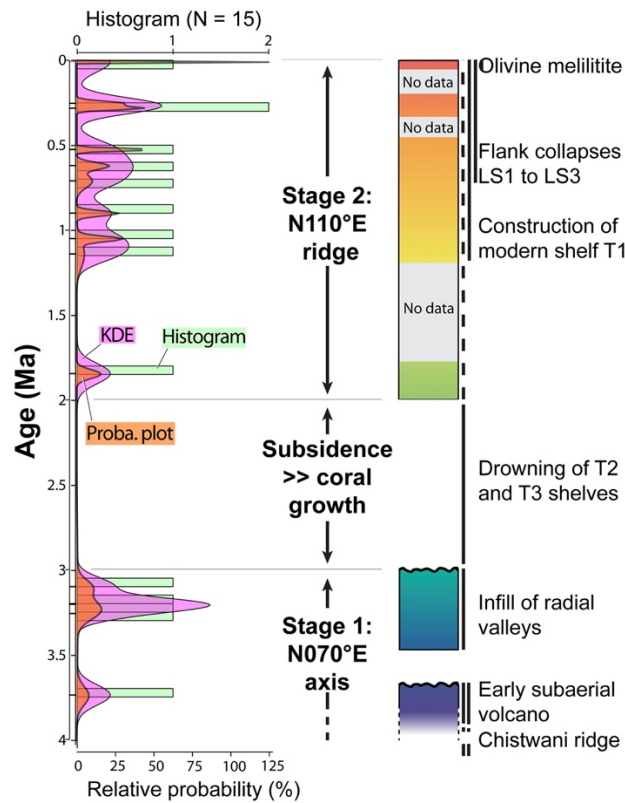 Histogram (N = 15)
0 1 2
Age (Ma)
0
0.5
1
1.5
2
2.5
3
3.5
4
KDE
Histogram
Proba. plot
0 25 50 75 100 125
Relative probability (%)
Stage 2:
N110°E
ridge
Subsidence
>> coral
growth
Stage 1:
N070°E
axis
No data
No data
No data
Olivine melilitite
Flank collapses
LS1 to LS3
Construction of
modern shelf T1
Drowning of T2
and T3 shelves
Infill of radial
valleys
Early subaerial
volcano
Chistwani ridge